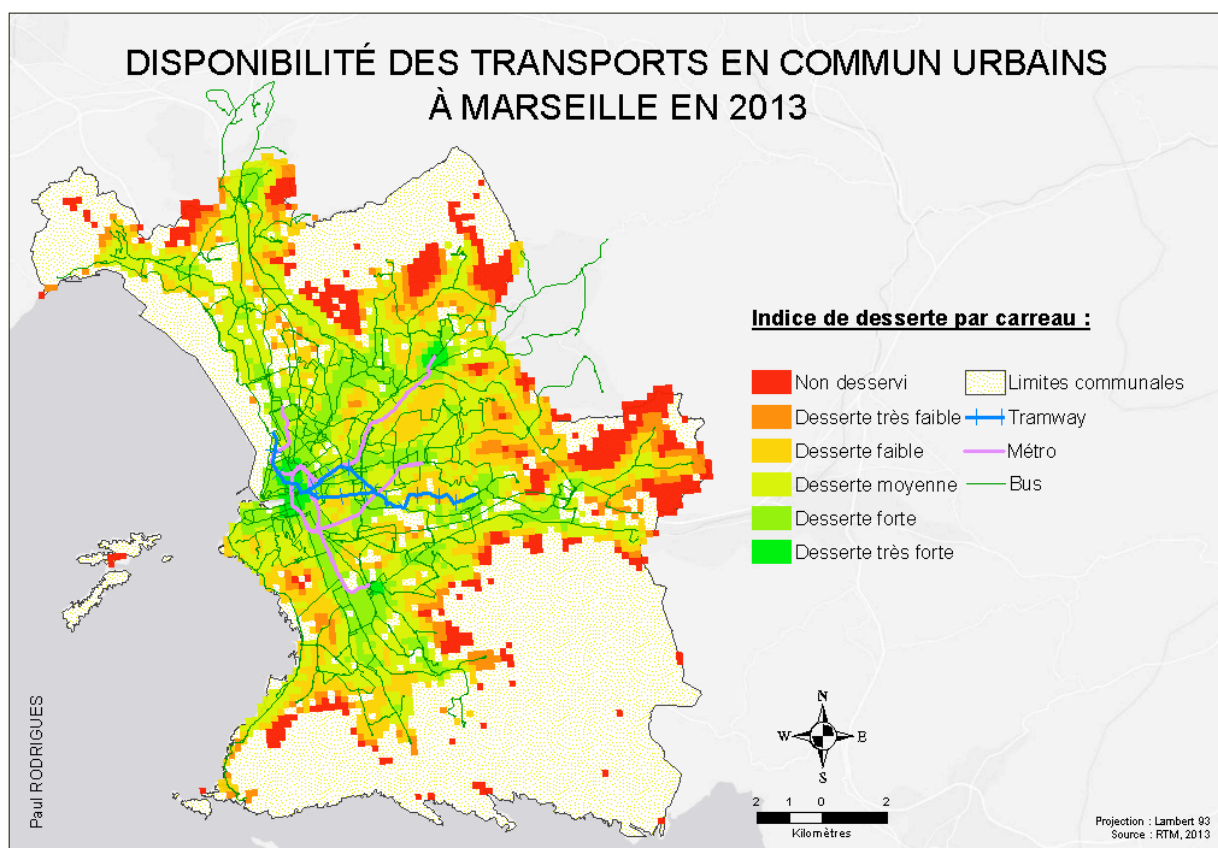 DISPONIBILITÉ DES TRANSPORTS EN COMMUN URBAINS
À MARSEILLE EN 2013
Indice de desserte par carreau :
Non desservi
Desserte très faible
Desserte faible
Desserte moyenne
Desserte forte
Desserte très forte
Limites communales
Tramway
Métro
Bus
N
W E
S
2 1 0 2
Kilomètres
Projection : Lambert 93
Source : RTM, 2013
Paul RODRIGUES